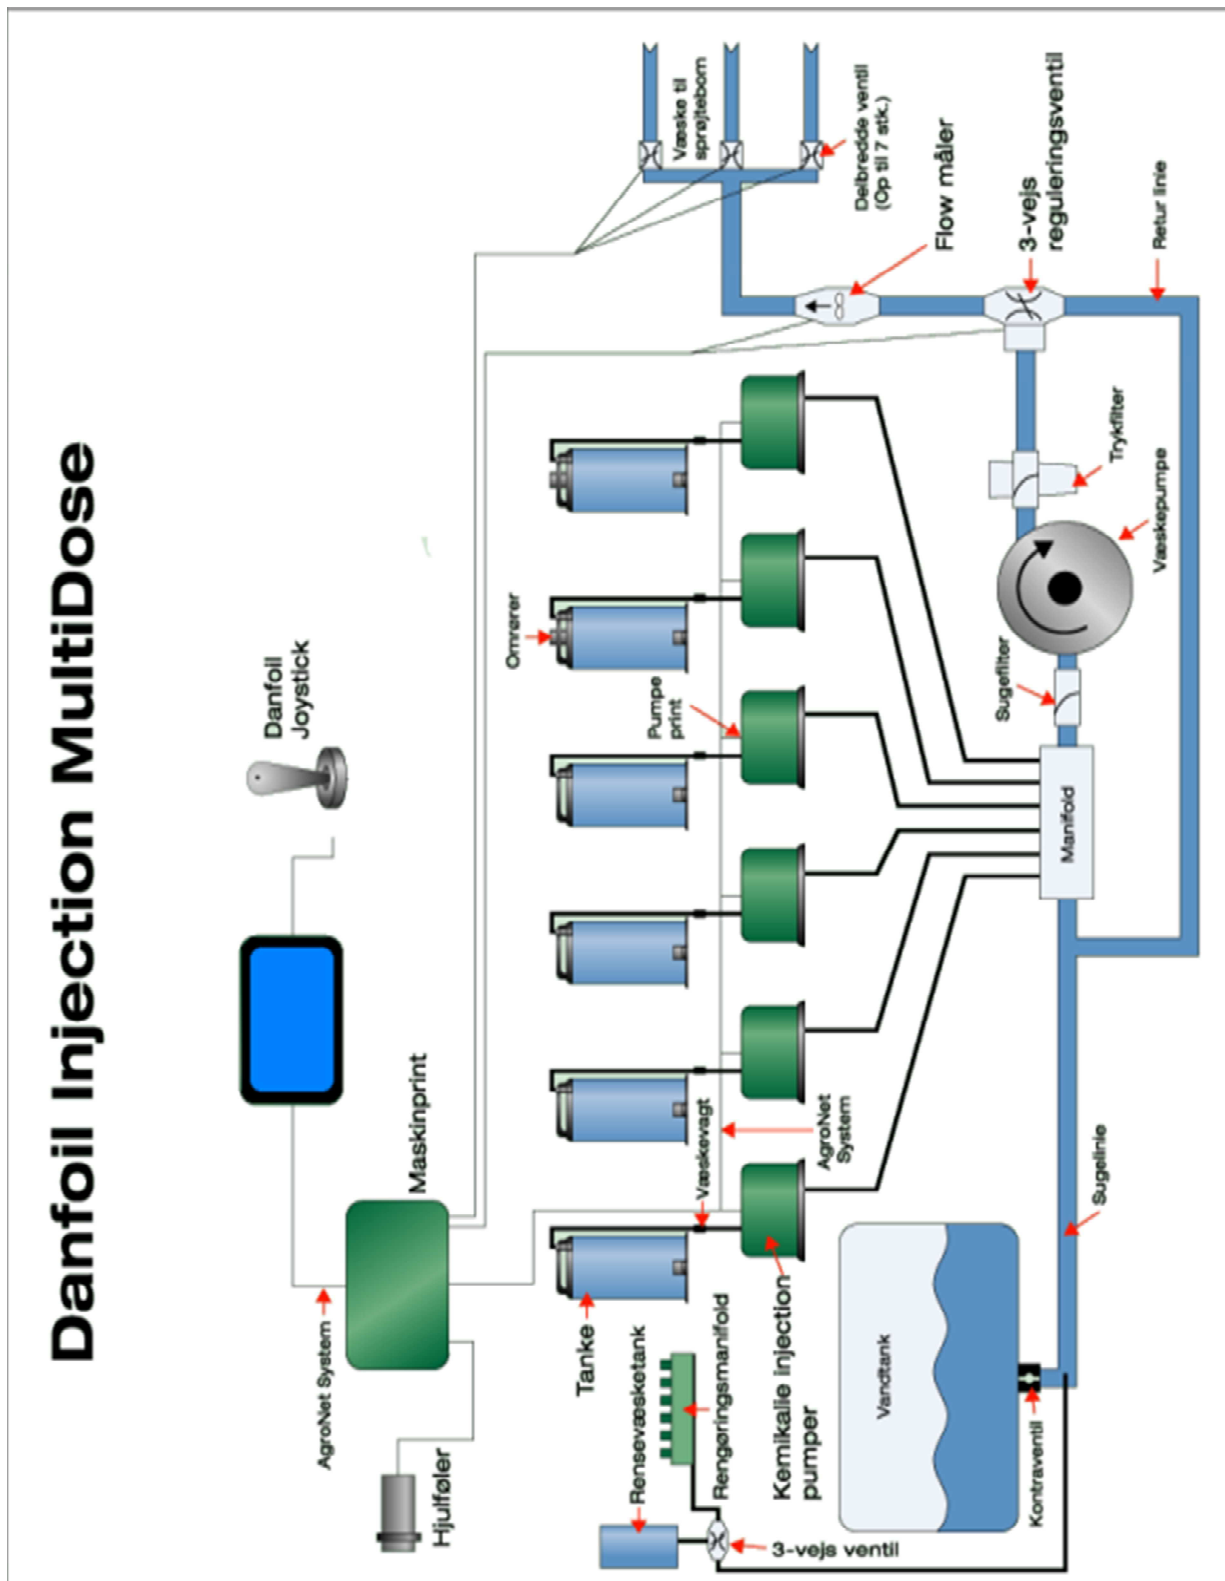 Danfoil Injection MultiDose
Danfoil
Joystick
AgroNet System
Maskinprint
Hjulføler
Omrører
Pumpe
print
Væskevagt
Tanke
AgroNet
System
Rensevæsketank
Rengøringsmanifold
Kemikalie injection
pumper
3-vejs ventil
Vandtank
Kontraventil
Sugelinie
Manifold
Sugefilter
Væskepumpe
Trykfilter
Væske til
sprøjtebom
Delbredde ventil
(Op til 7 stk.)
Flow måler
3-vejs
reguleringsventil
Retur linie